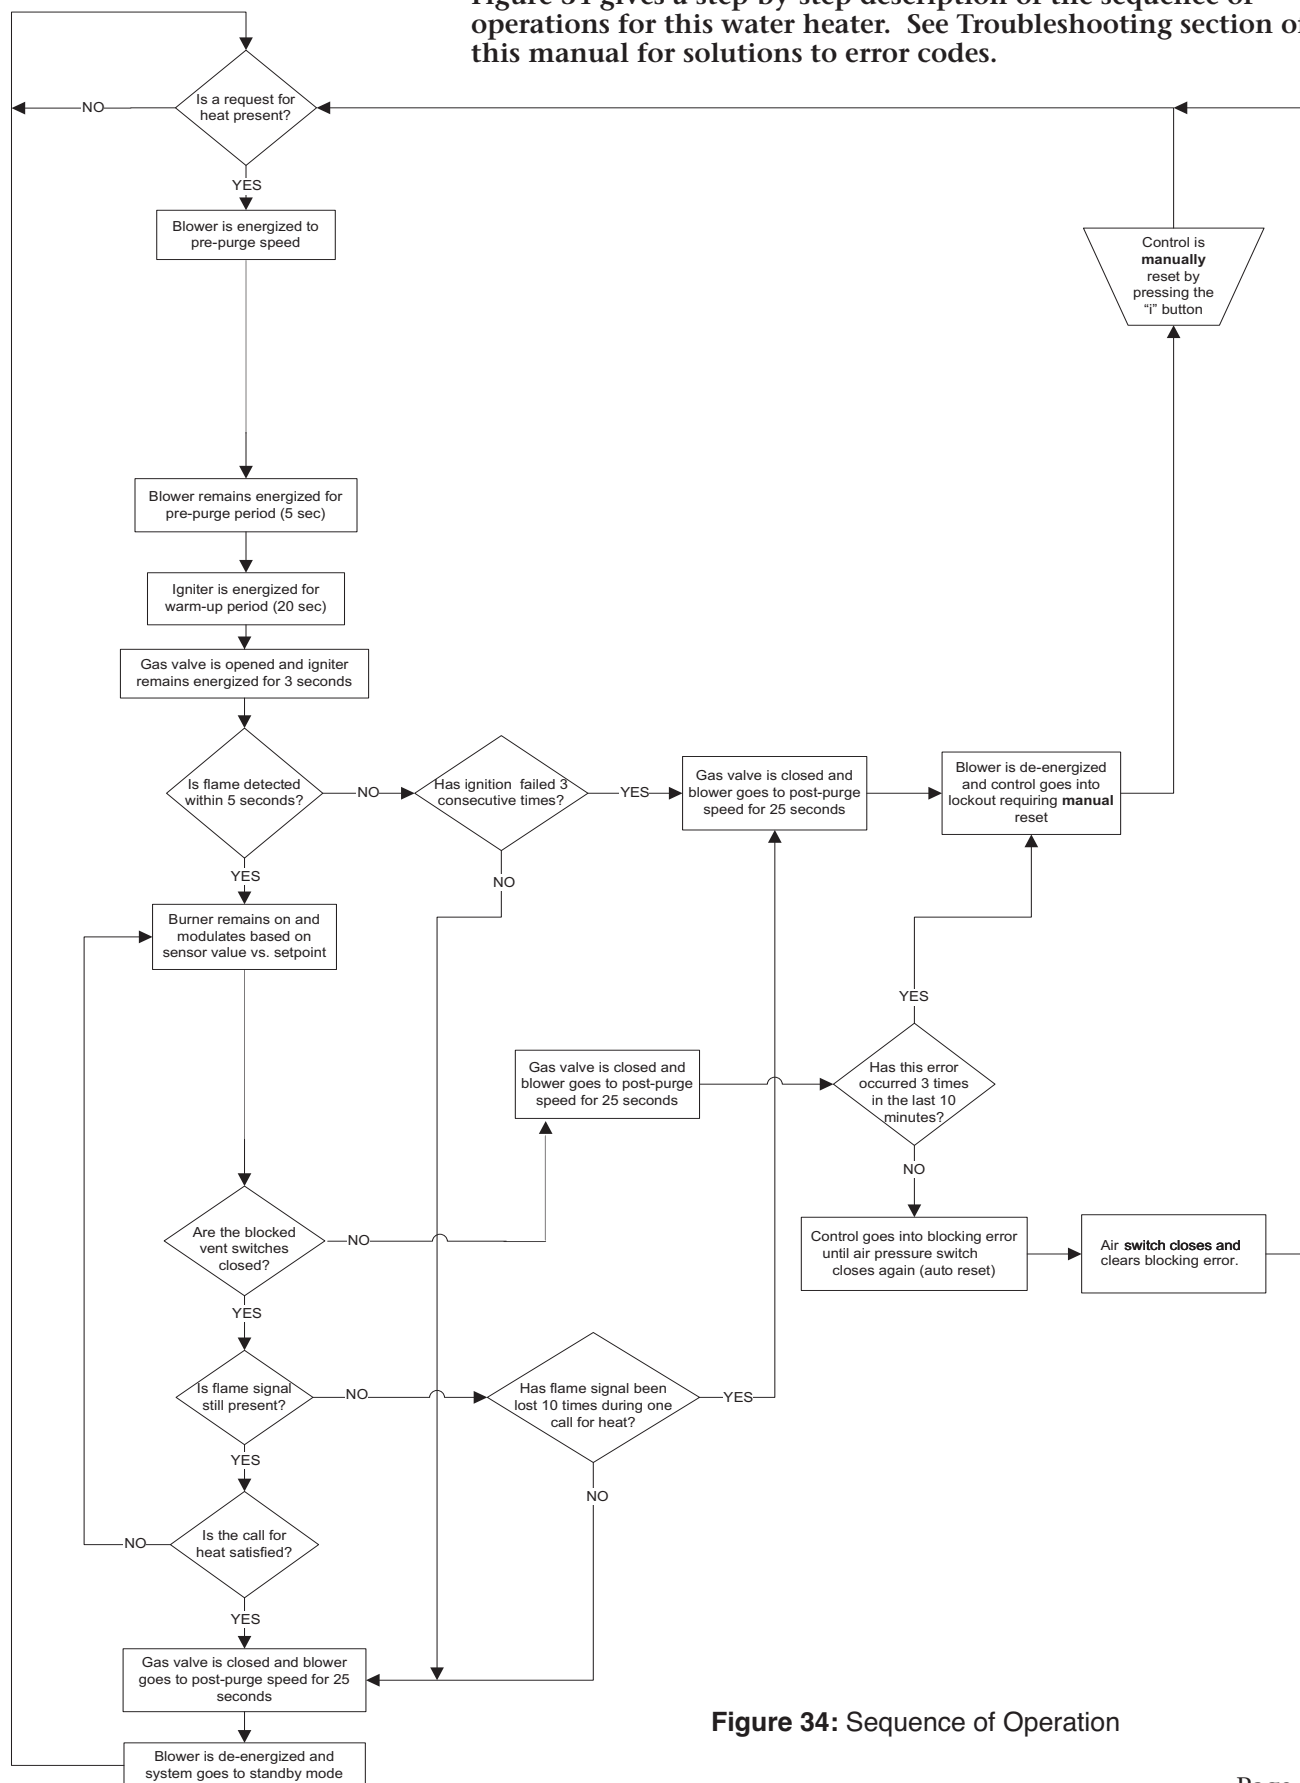 Figure 34 gives a step-by-step description of the sequence of
operations for this water heater. See Troubleshooting section of
this manual for solutions to error codes.
Is a request for
heat present?
NO
YES
Blower is energized to
pre-purge speed
Control is
manually
reset by
pressing the
“i” button
Blower remains energized for
pre-purge period (5 sec)
Igniter is energized for
warm-up period (20 sec)
Gas valve is opened and igniter
remains energized for 3 seconds
Is flame detected
within 5 seconds?
NO
Has ignition failed 3
consecutive times?
YES
Gas valve is closed and
blower goes to post-purge
speed for 25 seconds
Blower is de-energized
and control goes into
lockout requiring manual
reset
YES
NO
Burner remains on and
modulates based on
sensor value vs. setpoint
YES
Gas valve is closed and
blower goes to post-purge
speed for 25 seconds
Has this error
occurred 3 times
in the last 10
minutes?
NO
Are the blocked
vent switches
closed?
NO
Control goes into blocking error
until air pressure switch
closes again (auto reset)
Air switch closes and
clears blocking error.
YES
Is flame signal
still present?
NO
Has flame signal been
lost 10 times during one
call for heat?
YES
YES
NO
Is the call for
heat satisfied?
NO
YES
Gas valve is closed and blower
goes to post-purge speed for 25
seconds
Blower is de-energized and
system goes to standby mode
Figure 34: Sequence of Operation
Page